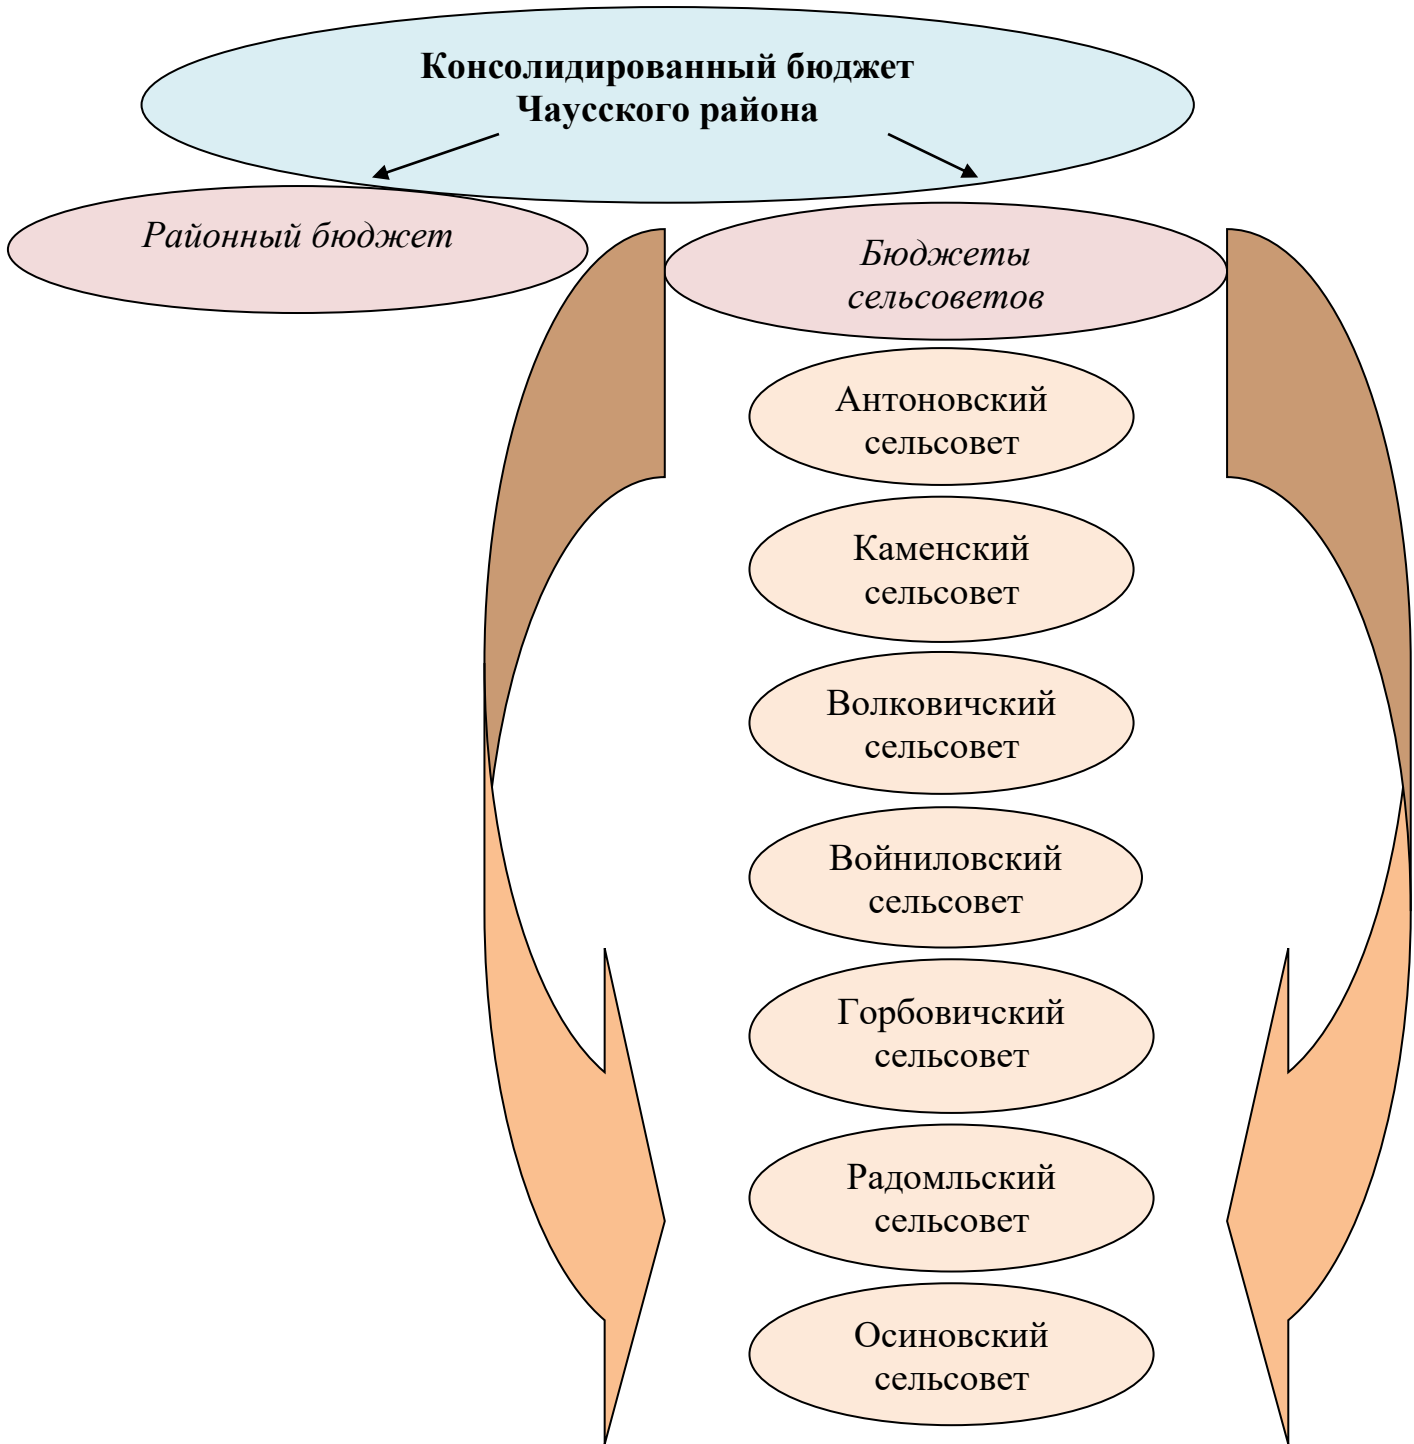 Консолидированный бюджет
Чаусского района
Районный бюджет
Бюджеты
сельсоветов
Антоновский
сельсовет
Каменский
сельсовет
Волковичский
сельсовет
Войниловский
сельсовет
Горбовичский
сельсовет
Радомльский
сельсовет
Осиновский
сельсовет